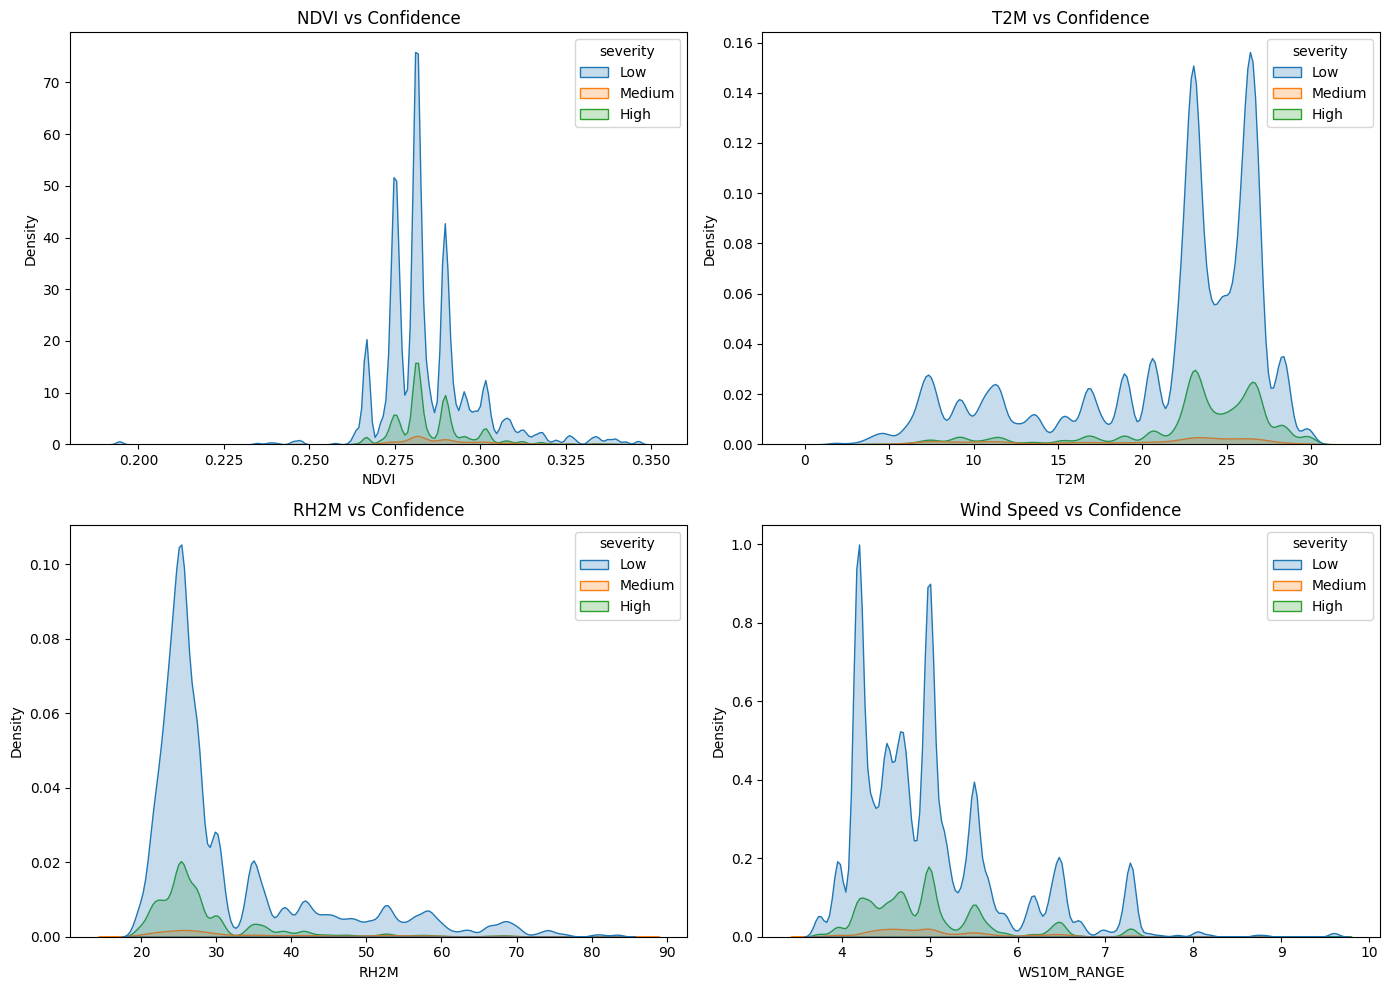 NDVI vs Confidence
Density
70
60
50
40
30
20
10
0
0.200 0.225 0.250 0.275 0.300 0.325 0.350
NDVI
severity
Low
Medium
High
T2M vs Confidence
Density
0.16
0.14
0.12
0.10
0.08
0.06
0.04
0.02
0.00
0 5 10 15 20 25 30
T2M
severity
Low
Medium
High
RH2M vs Confidence
Density
0.10
0.08
0.06
0.04
0.02
0.00
20 30 40 50 60 70 80 90
RH2M
severity
Low
Medium
High
Wind Speed vs Confidence
Density
1.0
0.8
0.6
0.4
0.2
0.0
4 5 6 7 8 9 10
WS10M_RANGE
severity
Low
Medium
High